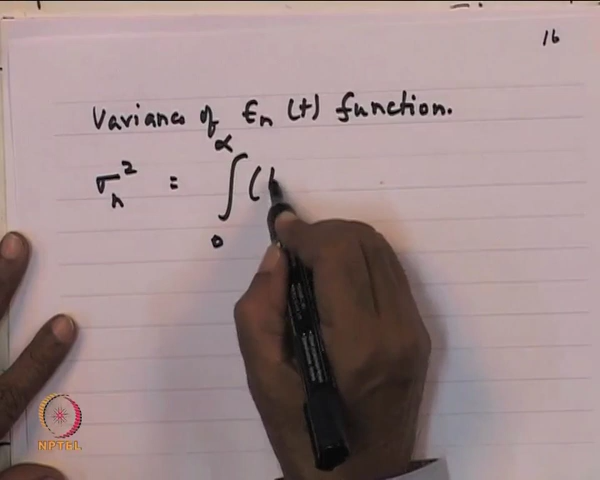 16
Variance of En (t) function.
σn² = ∫₀^α (
NPTEL